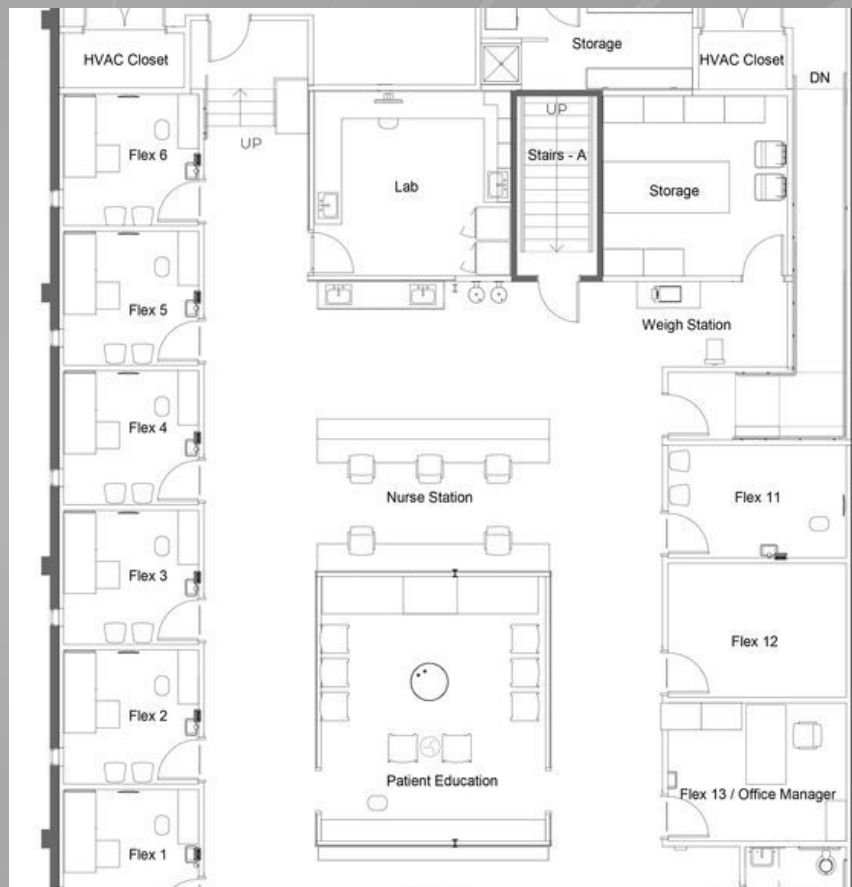 Storage
HVAC Closet
HVAC Closet
DN
UP
UP
Flex 6
Stairs - A
Lab
Storage
Flex 5
Weigh Station
Flex 4
Nurse Station
Flex 11
Flex 3
Flex 12
Flex 2
Patient Education
Flex 13 / Office Manager
Flex 1